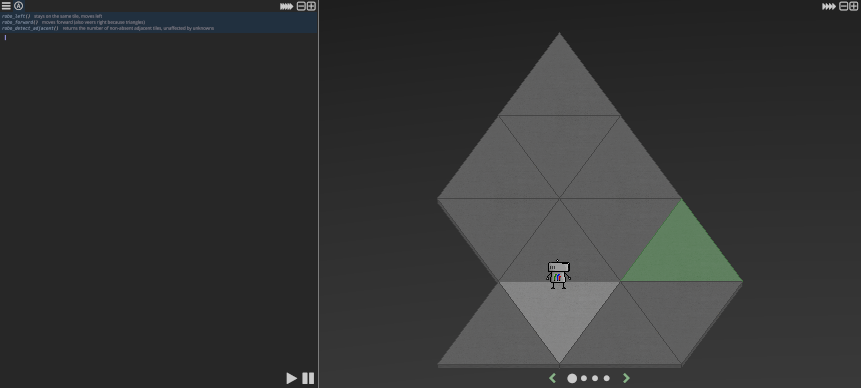 robo_left() stays on the same tile, moves left
robo_forward() moves forward (also veers right because triangles)
robo_detect_adjacent() returns the number of non-absent adjacent tiles, unaffected by unknowns